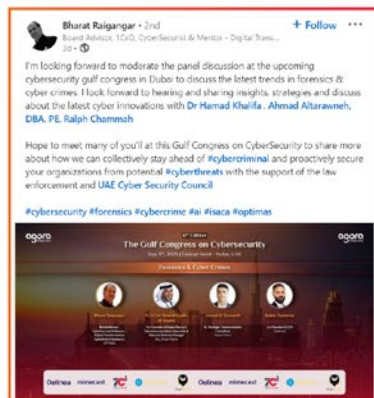 Bharat Raigangar • 2nd
+ Follow
Board Advisor, 1CxO, CyberSecurist & Mentor - Digital Trans...
3d •
I'm looking forward to moderate the panel discussion at the upcoming
cybersecurity gulf congress in Dubai to discuss the latest trends in forensics &
cyber crimes. I look forward to hearing and sharing insights, strategies and discuss
about the latest cyber innovations with Dr Hamad Khalifa , Ahmad Altarawneh,
DBA, PE, Ralph Chammah
Hope to meet many of you'll at this Gulf Congress on CyberSecurity to share more
about how we can collectively stay ahead of #cybercriminal and proactively secure
your organizations from potential #cyberthreats with the support of the law
enforcement and UAE Cyber Security Council
#cybersecurity #forensics #cybercrime #ai #isaca #optimas
agora
agora
The Gulf Congress on Cybersecurity
Forensics & Cyber Crimes
Bharat Raigangar
Delinea
mimecast
Delinea
mimecast